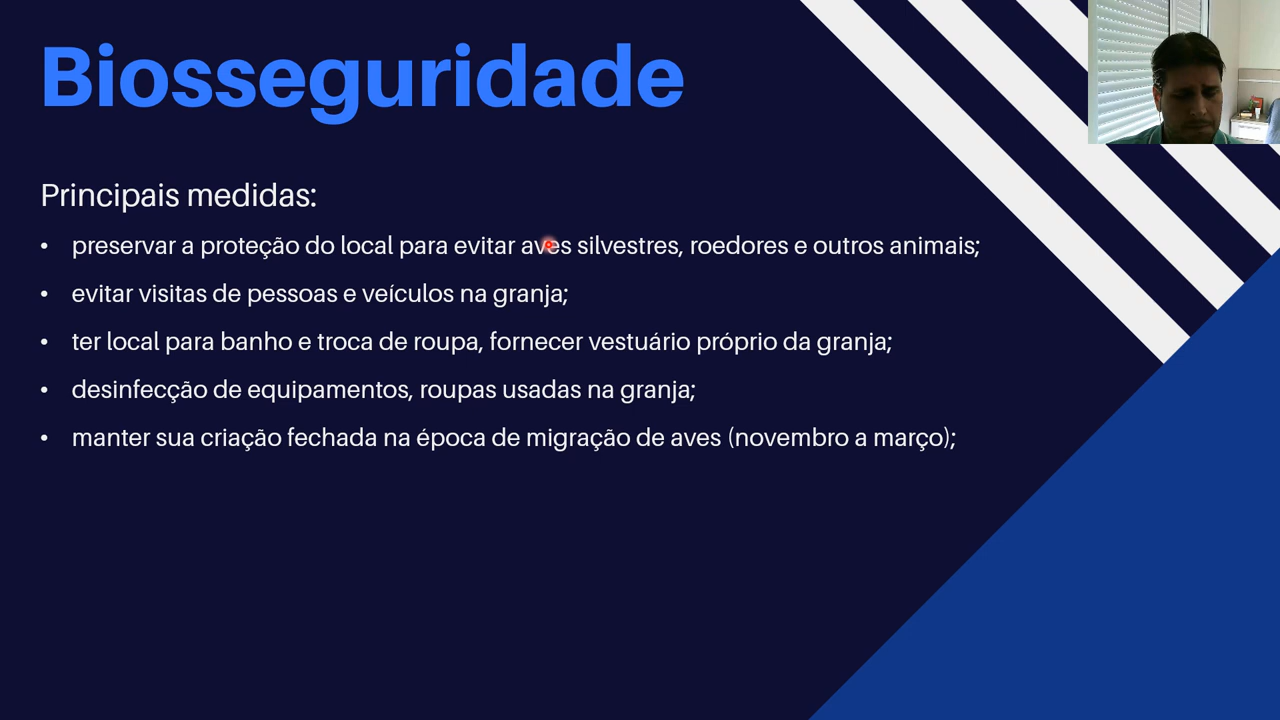 Biosseguridade
Principais medidas:
• preservar a proteção do local para evitar aves silvestres, roedores e outros animais;
• evitar visitas de pessoas e veículos na granja;
• ter local para banho e troca de roupa, fornecer vestuário próprio da granja;
• desinfecção de equipamentos, roupas usadas na granja;
• manter sua criação fechada na época de migração de aves (novembro a março);